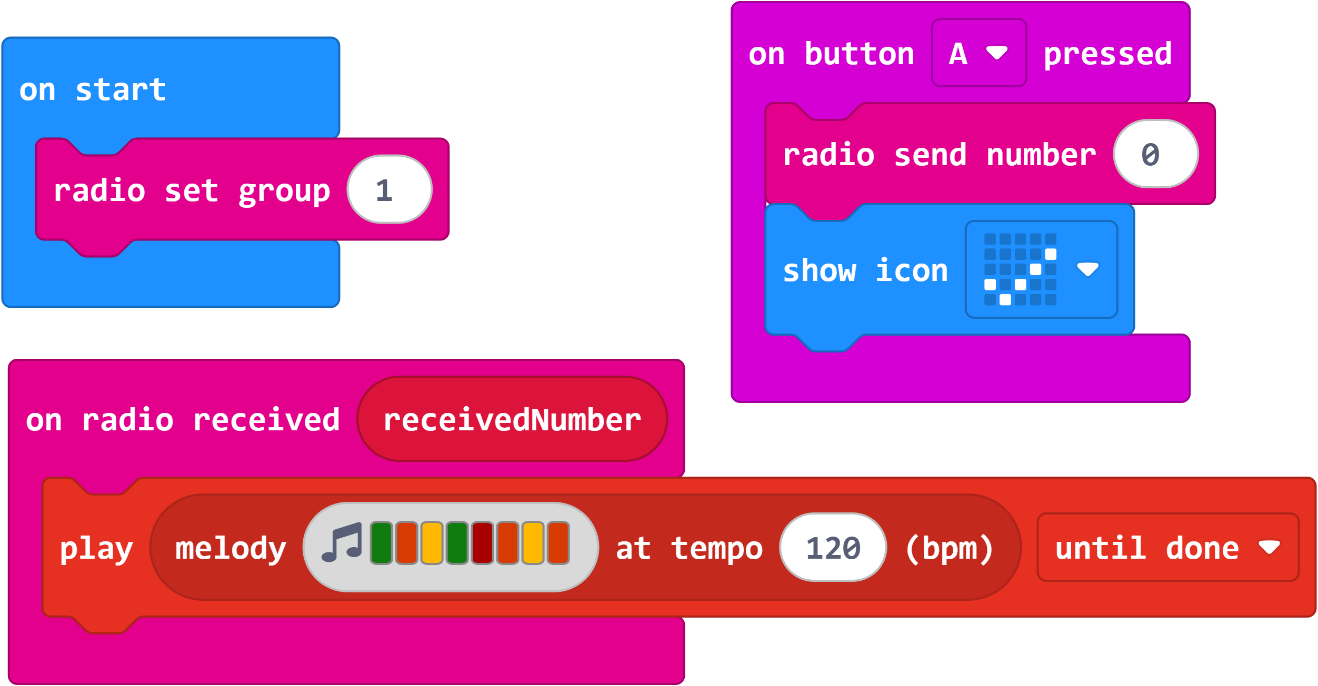 on start
radio set group 1
on button A pressed
radio send number 0
show icon
on radio received receivedNumber
play melody at tempo 120 (bpm) until done